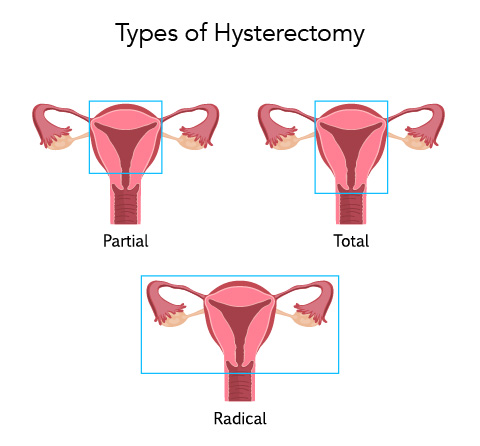 Types of Hysterectomy
Partial
Total
Radical